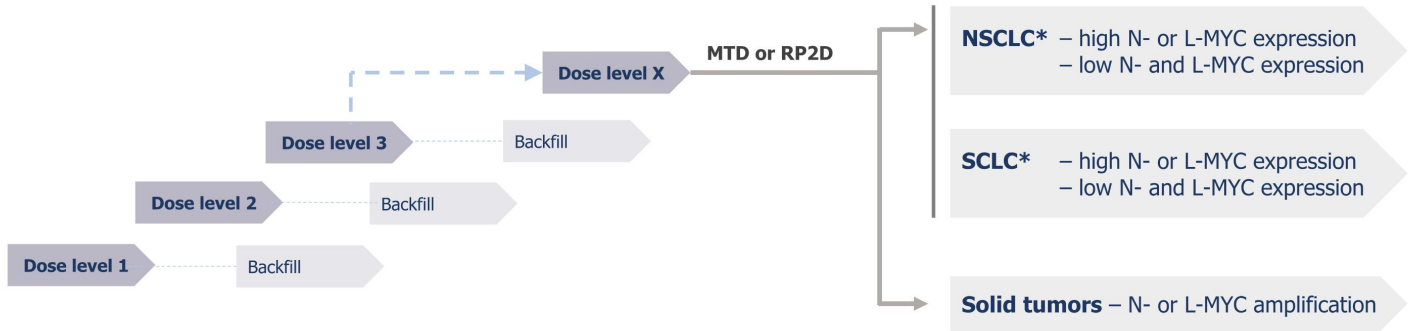 NSCLC* – high N- or L-MYC expression
– low N- and L-MYC expression
MTD or RP2D
Dose level X
Dose level 3
Backfill
SCLC* – high N- or L-MYC expression
– low N- and L-MYC expression
Dose level 2
Backfill
Dose level 1
Backfill
Solid tumors – N- or L-MYC amplification